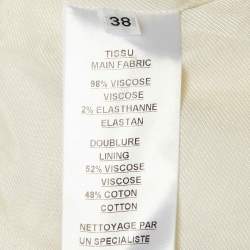 38
TISSU
MAIN FABRIC
98% VISCOSE
VISCOSE
2% ELASTHANNE
ELASTAN
DOUBLURE
LINING
52% VISCOSE
VISCOSE
48% COTON
COTTON
NETTOYAGE PAR
UN SPECIALISTE